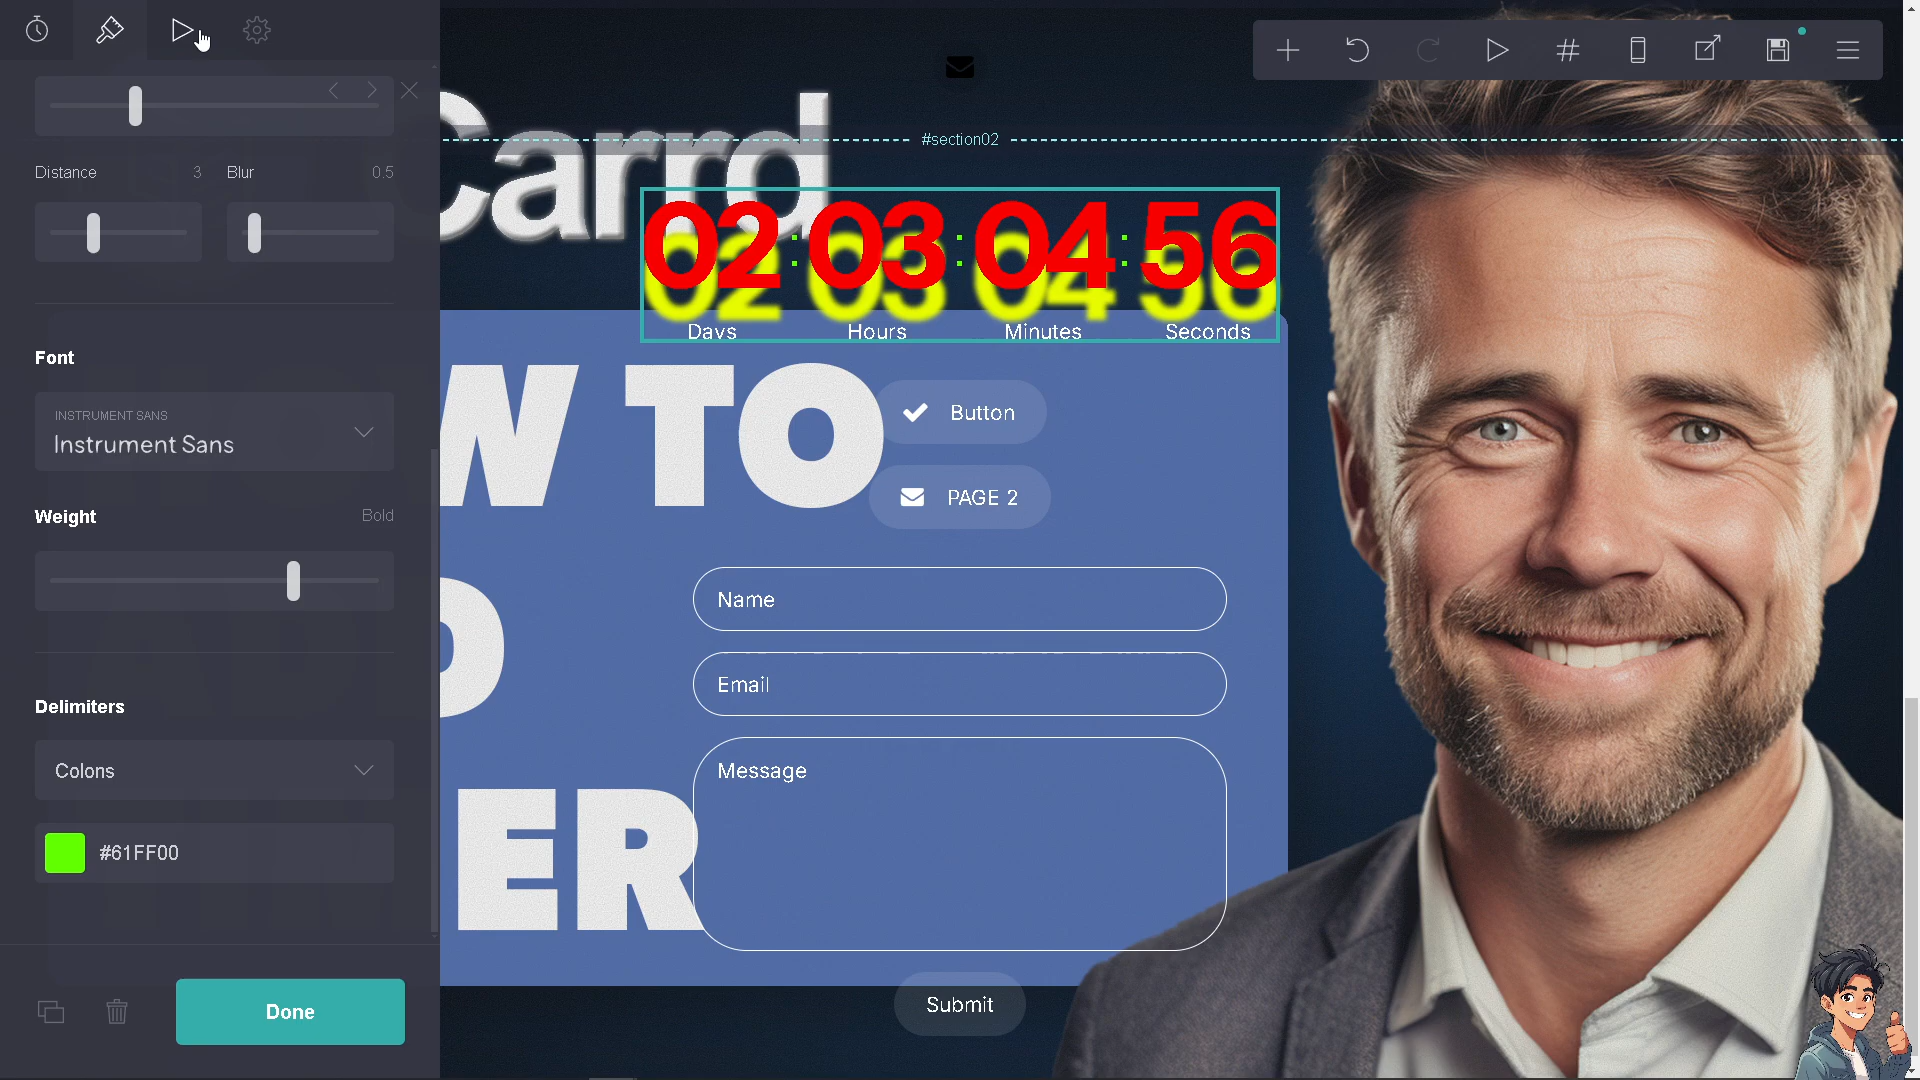 Distance 3 Blur 0.5
Font
INSTRUMENT SANS
Instrument Sans
Weight Bold
Delimiters
Colons
#61FF00
Done
Carrd
#section02
02:03:04:56
Days Hours Minutes Seconds
W TO
Button
PAGE 2
Name
Email
Message
ER
Submit